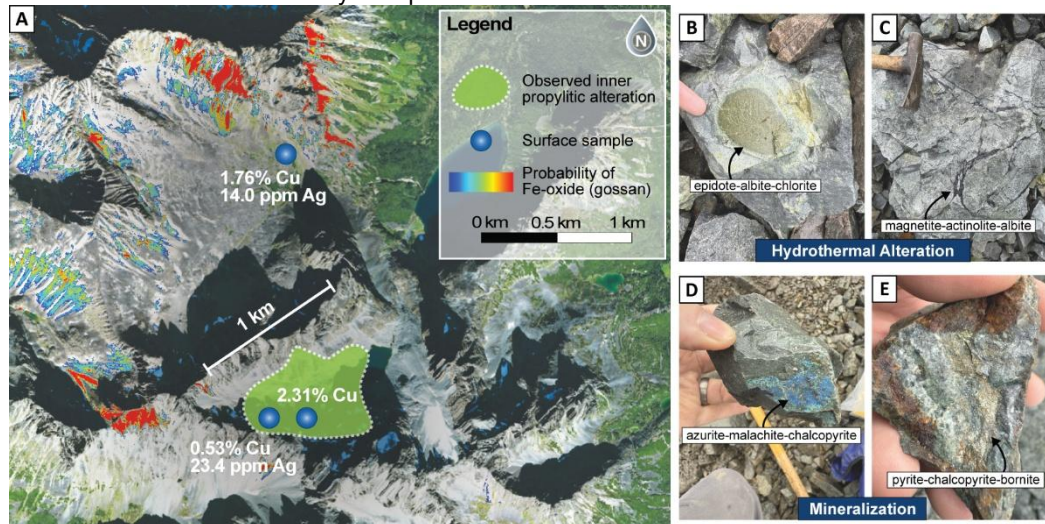 A
Legend
N
Observed inner
propylitic alteration
Surface sample
Probability of
Fe-oxide (gossan)
0 km 0.5 km 1 km
1.76% Cu
14.0 ppm Ag
1 km
2.31% Cu
0.53% Cu
23.4 ppm Ag
B
epidote-albite-chlorite
C
magnetite-actinolite-albite
Hydrothermal Alteration
D
azurite-malachite-chalcopyrite
E
pyrite-chalcopyrite-bornite
Mineralization